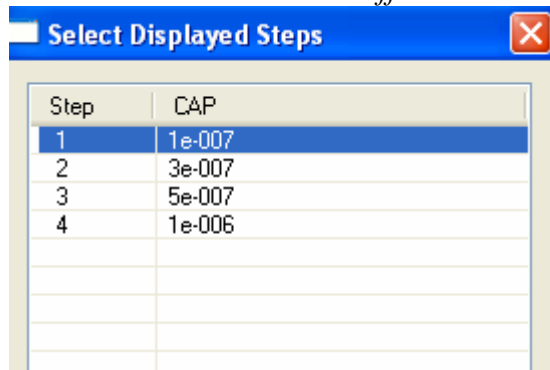 Select Displayed Steps
Step CAP
1 1e-007
2 3e-007
3 5e-007
4 1e-006